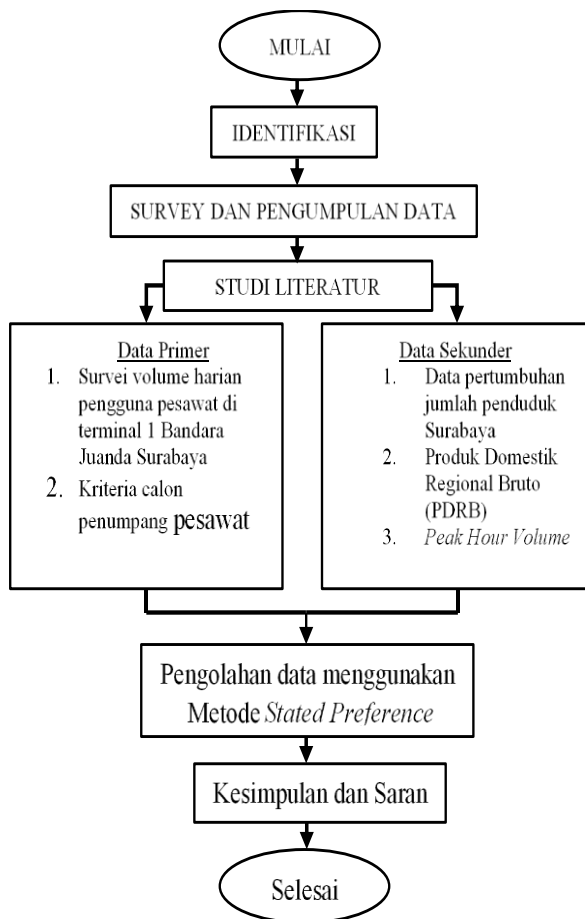 MULAI
IDENTIFIKASI
SURVEY DAN PENGUMPULAN DATA
STUDI LITERATUR
Data Primer
1. Survei volume harian
pengguna pesawat di
terminal 1 Bandara
Juanda Surabaya
2. Kriteria calon
penumpang pesawat
Data Sekunder
1. Data pertumbuhan
jumlah penduduk
Surabaya
2. Produk Domestik
Regional Bruto
(PDRB)
3. Peak Hour Volume
Pengolahan data menggunakan
Metode Stated Preference
Kesimpulan dan Saran
Selesai